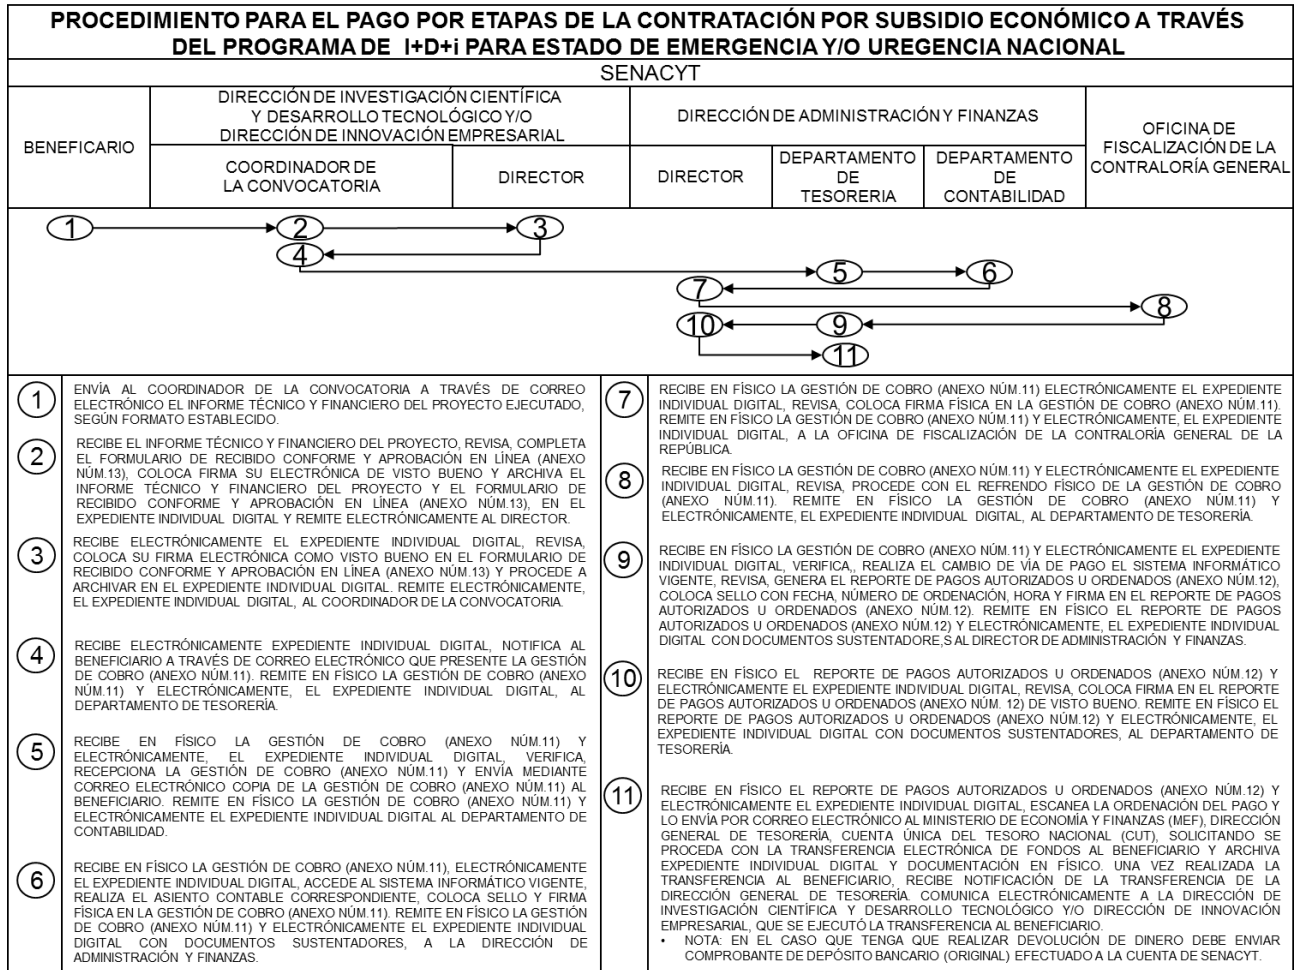 PROCEDIMIENTO PARA EL PAGO POR ETAPAS DE LA CONTRATACIÓN POR SUBSIDIO ECONÓMICO A TRAVÉS
DEL PROGRAMA DE I+D+i PARA ESTADO DE EMERGENCIA Y/O UREGENCIA NACIONAL
SENACYT
BENEFICARIO
DIRECCIÓN DE INVESTIGACIÓN CIENTÍFICA
Y DESARROLLO TECNOLÓGICO Y/O
DIRECCIÓN DE INNOVACIÓN EMPRESARIAL
COORDINADOR DE
LA CONVOCATORIA
DIRECTOR
DIRECCIÓN DE ADMINISTRACIÓN Y FINANZAS
DIRECTOR
DEPARTAMENTO
DE
TESORERIA
DEPARTAMENTO
DE
CONTABILIDAD
OFICINA DE
FISCALIZACIÓN DE LA
CONTRALORÍA GENERAL
1
2
3
4
5
6
7
8
10
9
11
1
ENVÍA AL COORDINADOR DE LA CONVOCATORIA A TRAVÉS DE CORREO
ELECTRÓNICO EL INFORME TÉCNICO Y FINANCIERO DEL PROYECTO EJECUTADO,
SEGÚN FORMATO ESTABLECIDO.
2
RECIBE EL INFORME TÉCNICO Y FINANCIERO DEL PROYECTO, REVISA, COMPLETA
EL FORMULARIO DE RECIBIDO CONFORME Y APROBACIÓN EN LÍNEA (ANEXO
NÚM.13), COLOCA FIRMA SU ELECTRÓNICA DE VISTO BUENO Y ARCHIVA EL
INFORME TÉCNICO Y FINANCIERO DEL PROYECTO Y EL FORMULARIO DE
RECIBIDO CONFORME Y APROBACIÓN EN LÍNEA (ANEXO NÚM.13), EN EL
EXPEDIENTE INDIVIDUAL DIGITAL Y REMITE ELECTRÓNICAMENTE AL DIRECTOR.
3
RECIBE ELECTRÓNICAMENTE EL EXPEDIENTE INDIVIDUAL DIGITAL, REVISA,
COLOCA SU FIRMA ELECTRÓNICA COMO VISTO BUENO EN EL FORMULARIO DE
RECIBIDO CONFORME Y APROBACIÓN EN LÍNEA (ANEXO NÚM.13) Y PROCEDE A
ARCHIVAR EN EL EXPEDIENTE INDIVIDUAL DIGITAL. REMITE ELECTRÓNICAMENTE,
EL EXPEDIENTE INDIVIDUAL DIGITAL, AL COORDINADOR DE LA CONVOCATORIA.
4
RECIBE ELECTRÓNICAMENTE EXPEDIENTE INDIVIDUAL DIGITAL, NOTIFICA AL
BENEFICIARIO A TRAVÉS DE CORREO ELECTRÓNICO QUE PRESENTE LA GESTIÓN
DE COBRO (ANEXO NÚM.11). REMITE EN FÍSICO LA GESTIÓN DE COBRO (ANEXO
NÚM.11) Y ELECTRÓNICAMENTE, EL EXPEDIENTE INDIVIDUAL DIGITAL, AL
DEPARTAMENTO DE TESORERÍA.
5
RECIBE EN FÍSICO LA GESTIÓN DE COBRO (ANEXO NÚM.11) Y
ELECTRÓNICAMENTE, EL EXPEDIENTE INDIVIDUAL DIGITAL, VERIFICA,
RECEPCIONA LA GESTIÓN DE COBRO (ANEXO NÚM.11) Y ENVÍA MEDIANTE
CORREO ELECTRÓNICO COPIA DE LA GESTIÓN DE COBRO (ANEXO NÚM.11) AL
BENEFICIARIO. REMITE EN FÍSICO LA GESTIÓN DE COBRO (ANEXO NÚM.11) Y
ELECTRÓNICAMENTE EL EXPEDIENTE INDIVIDUAL DIGITAL AL DEPARTAMENTO DE
CONTABILIDAD.
6
RECIBE EN FÍSICO LA GESTIÓN DE COBRO (ANEXO NÚM.11), ELECTRÓNICAMENTE
EL EXPEDIENTE INDIVIDUAL DIGITAL, ACCEDE AL SISTEMA INFORMÁTICO VIGENTE,
REALIZA EL ASIENTO CONTABLE CORRESPONDIENTE, COLOCA SELLO Y FIRMA
FÍSICA EN LA GESTIÓN DE COBRO (ANEXO NÚM.11). REMITE EN FÍSICO LA GESTIÓN
DE COBRO (ANEXO NÚM.11) Y ELECTRÓNICAMENTE EL EXPEDIENTE INDIVIDUAL
DIGITAL CON DOCUMENTOS SUSTENTADORES, A LA DIRECCIÓN DE
ADMINISTRACIÓN Y FINANZAS.
7
RECIBE EN FÍSICO LA GESTIÓN DE COBRO (ANEXO NÚM.11) ELECTRÓNICAMENTE EL EXPEDIENTE
INDIVIDUAL DIGITAL, REVISA, COLOCA FIRMA FÍSICA EN LA GESTIÓN DE COBRO (ANEXO NÚM.11).
REMITE EN FÍSICO LA GESTIÓN DE COBRO (ANEXO NÚM.11) Y ELECTRÓNICAMENTE, EL EXPEDIENTE
INDIVIDUAL DIGITAL, A LA OFICINA DE FISCALIZACIÓN DE LA CONTRALORÍA GENERAL DE LA
REPÚBLICA.
8
RECIBE EN FÍSICO LA GESTIÓN DE COBRO (ANEXO NÚM.11) Y ELECTRÓNICAMENTE EL EXPEDIENTE
INDIVIDUAL DIGITAL, REVISA, PROCEDE CON EL REFRENDO FÍSICO DE LA GESTIÓN DE COBRO
(ANEXO NÚM.11). REMITE EN FÍSICO LA GESTIÓN DE COBRO (ANEXO NÚM.11) Y
ELECTRÓNICAMENTE, EL EXPEDIENTE INDIVIDUAL DIGITAL, AL DEPARTAMENTO DE TESORERÌA.
9
RECIBE EN FÍSICO LA GESTIÓN DE COBRO (ANEXO NÚM.11) Y ELECTRÓNICAMENTE EL EXPEDIENTE
INDIVIDUAL DIGITAL, VERIFICA,, REALIZA EL CAMBIO DE VÍA DE PAGO EL SISTEMA INFORMÁTICO
VIGENTE, REVISA, GENERA EL REPORTE DE PAGOS AUTORIZADOS U ORDENADOS (ANEXO NÚM.12),
COLOCA SELLO CON FECHA, NÚMERO DE ORDENACIÓN, HORA Y FIRMA EN EL REPORTE DE PAGOS
AUTORIZADOS U ORDENADOS (ANEXO NÚM.12). REMITE EN FÍSICO EL REPORTE DE PAGOS
AUTORIZADOS U ORDENADOS (ANEXO NÚM.12) Y ELECTRÓNICAMENTE, EL EXPEDIENTE INDIVIDUAL
DIGITAL CON DOCUMENTOS SUSTENTADORE,S AL DIRECTOR DE ADMINISTRACIÓN Y FINANZAS.
10
RECIBE EN FÍSICO EL REPORTE DE PAGOS AUTORIZADOS U ORDENADOS (ANEXO NÚM.12) Y
ELECTRÓNICAMENTE EL EXPEDIENTE INDIVIDUAL DIGITAL, REVISA, COLOCA FIRMA EN EL REPORTE
DE PAGOS AUTORIZADOS U ORDENADOS (ANEXO NÚM. 12) DE VISTO BUENO. REMITE EN FÍSICO EL
REPORTE DE PAGOS AUTORIZADOS U ORDENADOS (ANEXO NÚM.12) Y ELECTRÓNICAMENTE, EL
EXPEDIENTE INDIVIDUAL DIGITAL CON DOCUMENTOS SUSTENTADORES, AL DEPARTAMENTO DE
TESORERÍA.
11
RECIBE EN FÍSICO EL REPORTE DE PAGOS AUTORIZADOS U ORDENADOS (ANEXO NÚM.12) Y
ELECTRÓNICAMENTE EL EXPEDIENTE INDIVIDUAL DIGITAL, ESCANEA LA ORDENACIÓN DEL PAGO Y
LO ENVÍA POR CORREO ELECTRÓNICO AL MINISTERIO DE ECONOMÍA Y FINANZAS (MEF), DIRECCIÓN
GENERAL DE TESORERÍA, CUENTA ÚNICA DEL TESORO NACIONAL (CUT), SOLICITANDO SE
PROCEDA CON LA TRANSFERENCIA ELECTRÓNICA DE FONDOS AL BENEFICIARIO Y ARCHIVA
EXPEDIENTE INDIVIDUAL DIGITAL Y DOCUMENTACIÓN EN FÍSICO. UNA VEZ REALIZADA LA
TRANSFERENCIA AL BENEFICIARIO, RECIBE NOTIFICACIÓN DE LA TRANSFERENCIA DE LA
DIRECCIÓN GENERAL DE TESORERÍA. COMUNICA ELECTRÓNICAMENTE A LA DIRECCIÓN DE
INVESTIGACIÓN CIENTÍFICA Y DESARROLLO TECNOLÓGICO Y/O DIRECCIÓN DE INNOVACIÓN
EMPRESARIAL, QUE SE EJECUTÓ LA TRANSFERENCIA AL BENEFICIARIO.
• NOTA: EN EL CASO QUE TENGA QUE REALIZAR DEVOLUCIÓN DE DINERO DEBE ENVIAR
COMPROBANTE DE DEPÓSITO BANCARIO (ORIGINAL) EFECTUADO A LA CUENTA DE SENACYT.